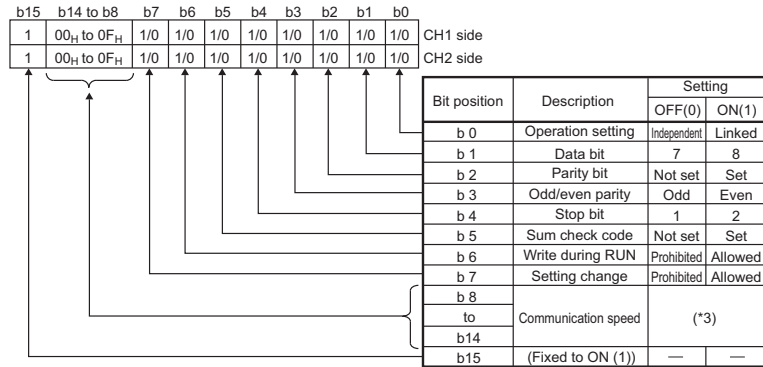 b15 b14 to b8 b7 b6 b5 b4 b3 b2 b1 b0
1 00H to 0FH 1/0 1/0 1/0 1/0 1/0 1/0 1/0 1/0 CH1 side
1 00H to 0FH 1/0 1/0 1/0 1/0 1/0 1/0 1/0 1/0 CH2 side
Bit position Description Setting
OFF(0) ON(1)
b 0 Operation setting Independent Linked
b 1 Data bit 7 8
b 2 Parity bit Not set Set
b 3 Odd/even parity Odd Even
b 4 Stop bit 1 2
b 5 Sum check code Not set Set
b 6 Write during RUN Prohibited Allowed
b 7 Setting change Prohibited Allowed
b 8
to Communication speed (*3)
b14
b15 (Fixed to ON (1)) — —